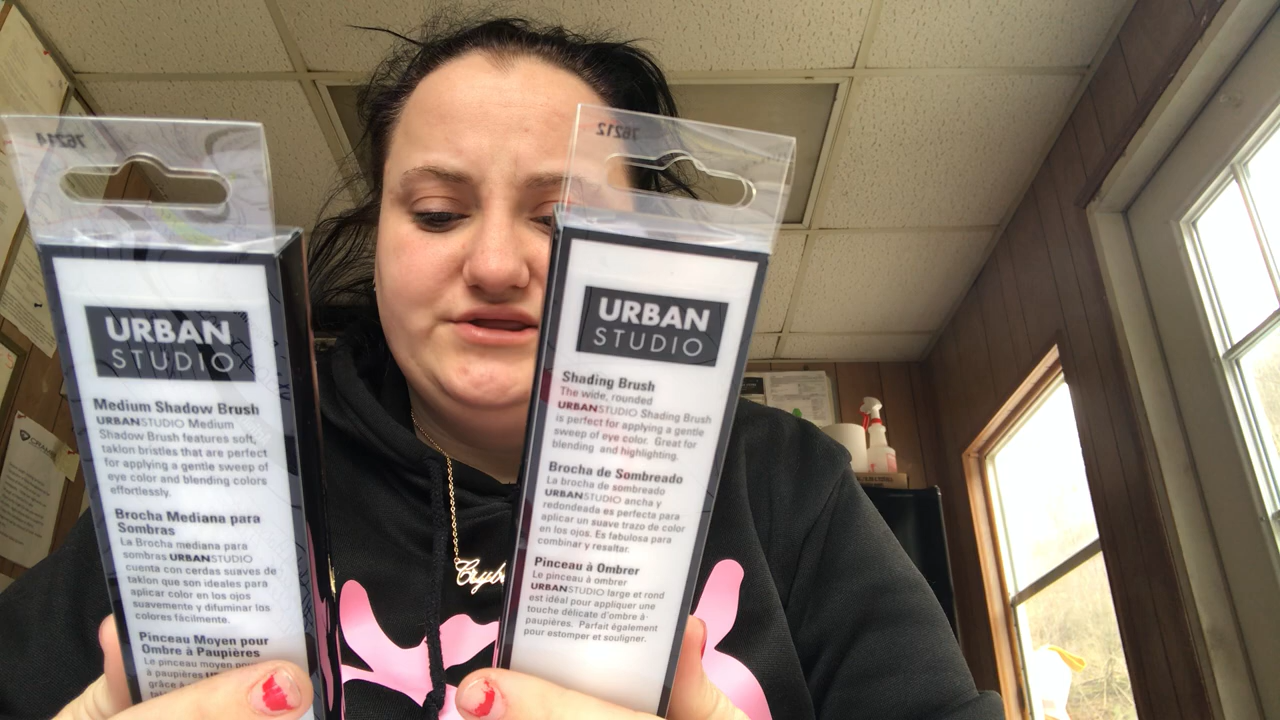 76214
URBAN
STUDIO
Medium Shadow Brush
URBANSTUDIO Medium
Shadow Brush features soft,
taklon bristles that are perfect
for applying a gentle sweep of
eye color and blending colors
effortlessly.
Brocha Mediana para
Sombras
La Brocha mediana para
sombras URBANSTUDIO
cuenta con cerdas suaves de
taklon que son ideales para
aplicar color en los ojos
suavemente y difuminar los
colores fácilmente.
Pinceau Moyen pour
Ombre à Paupières
Le pinceau moyen pour
à paupières
grâce à
76212
URBAN
STUDIO
Shading Brush
The wide, rounded
URBANSTUDIO Shading Brush
is perfect for applying a gentle
sweep of eye color. Great for
blending and highlighting.
Brocha de Sombreado
La brocha de sombreado
URBANSTUDIO ancha y
redondeada es perfecta para
aplicar un suave trazo de color
en los ojos. Es fabulosa para
combinar y resaltar.
Pinceau à Ombrer
Le pinceau à ombrer
URBANSTUDIO large et rond
est idéal pour appliquer une
touche délicate d'ombre à
paupières. Parfait également
pour estomper et souligner.